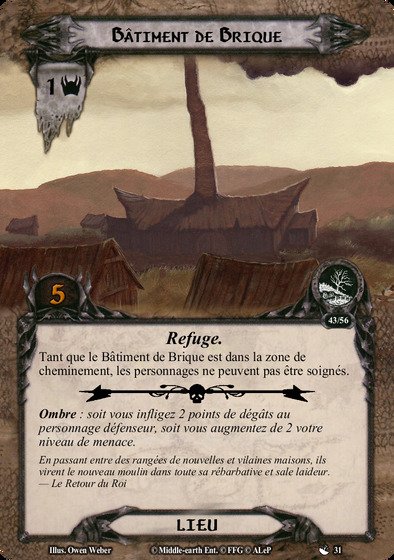 Bâtiment de Brique
1
5
43/56
Refuge.
Tant que le Bâtiment de Brique est dans la zone de
cheminement, les personnages ne peuvent pas être soignés.
Ombre : soit vous infligez 2 points de dégâts au
personnage défenseur, soit vous augmentez de 2 votre
niveau de menace.
En passant entre des rangées de nouvelles et vilaines maisons, ils
virent le nouveau moulin dans toute sa rébarbative et sale laideur.
— Le Retour du Roi
LIEU
Illus. Owen Weber © Middle-earth Ent. © FFG © ALeP 31